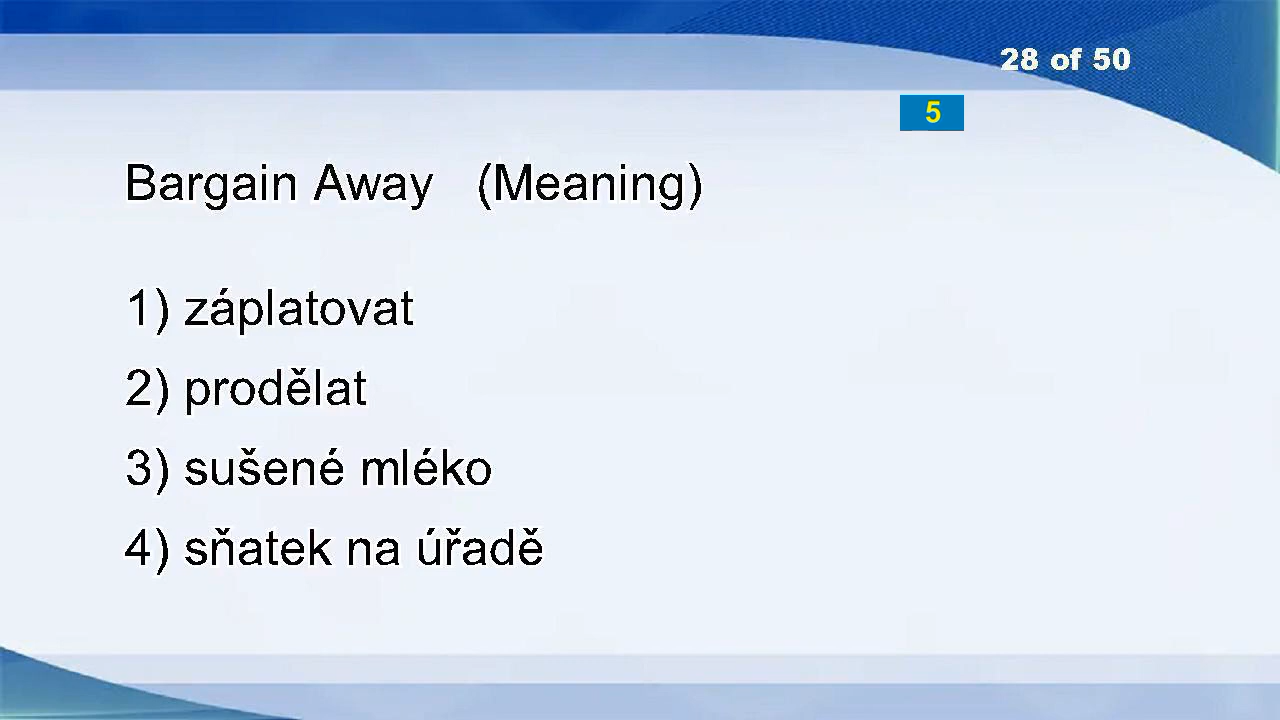 28 of 50
5
Bargain Away (Meaning)
1) záplatovat
2) prodělat
3) sušené mléko
4) sňatek na úřadě